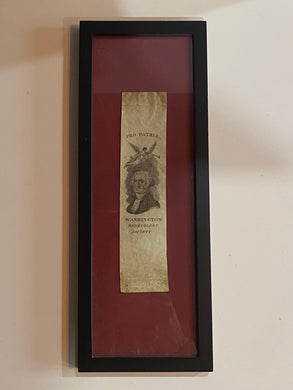 PRO PATRIA
WASHINGTON
BENEVOLENT
SOCIETY